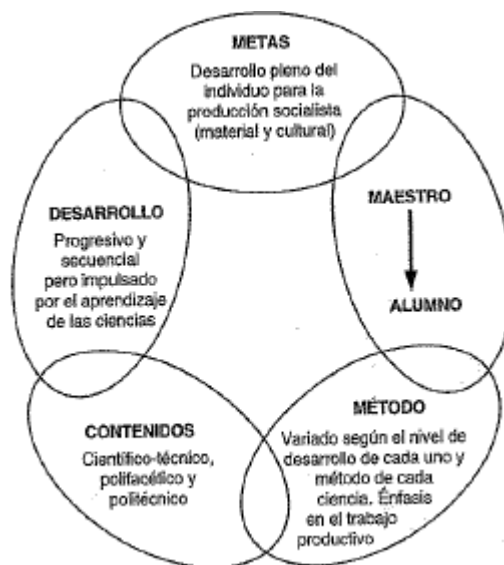 METAS
Desarrollo pleno del
individuo para la
producción socialista
(material y cultural)
MAESTRO
ALUMNO
DESARROLLO
Progresivo y
secuencial
pero impulsado
por el aprendizaje
de las ciencias
CONTENIDOS
Científico-técnico,
polifacético y
politécnico
MÉTODO
Variado según el nivel de
desarrollo de cada uno y
método de cada
ciencia. Énfasis
en el trabajo
productivo